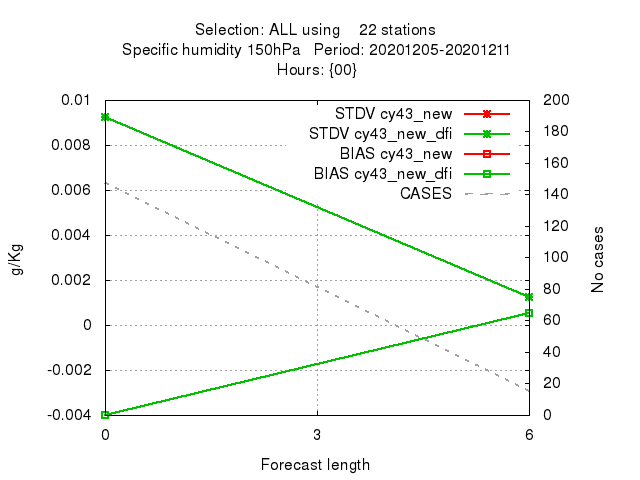 Selection: ALL using    22 stations
Specific humidity 150hPa   Period: 20201205-20201211
Hours: {00}
STDV cy43_new
STDV cy43_new_dfi
BIAS cy43_new
BIAS cy43_new_dfi
CASES
0.01
0.008
0.006
0.004
0.002
0
-0.002
-0.004
g/Kg
200
180
160
140
120
100
80
60
40
20
0
No cases
0
3
6
Forecast length